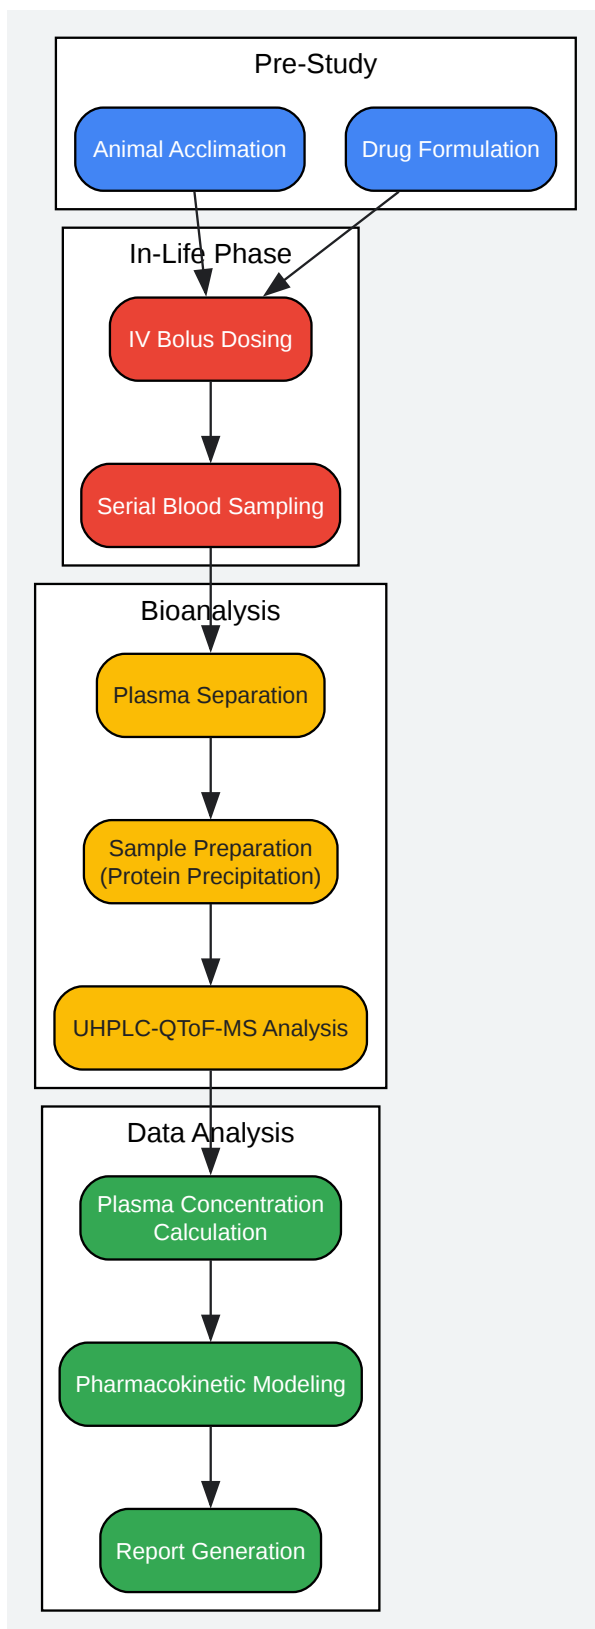 Pre-Study
Animal Acclimation
Drug Formulation
In-Life Phase
IV Bolus Dosing
Serial Blood Sampling
Bioanalysis
Plasma Separation
Sample Preparation
(Protein Precipitation)
UHPLC-QToF-MS Analysis
Data Analysis
Plasma Concentration
Calculation
Pharmacokinetic Modeling
Report Generation